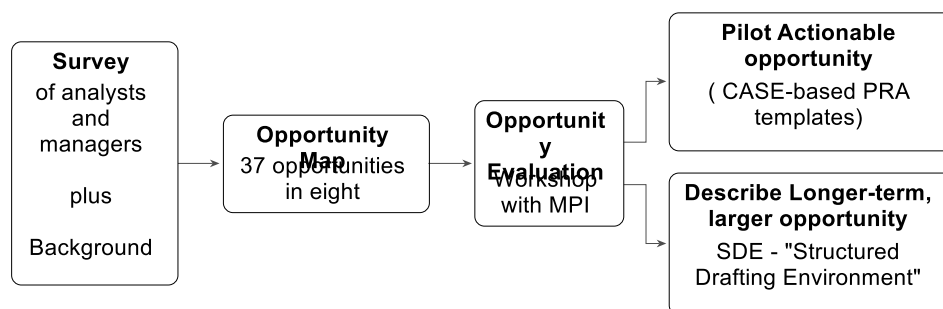 Survey
of analysts
and
managers
plus
Background
Opportunity
Map
37 opportunities
in eight
Opportunit
y
Evaluation
Workshop
with MPI
Pilot Actionable
opportunity
( CASE-based PRA
templates)
Describe Longer-term,
larger opportunity
SDE - "Structured
Drafting Environment"